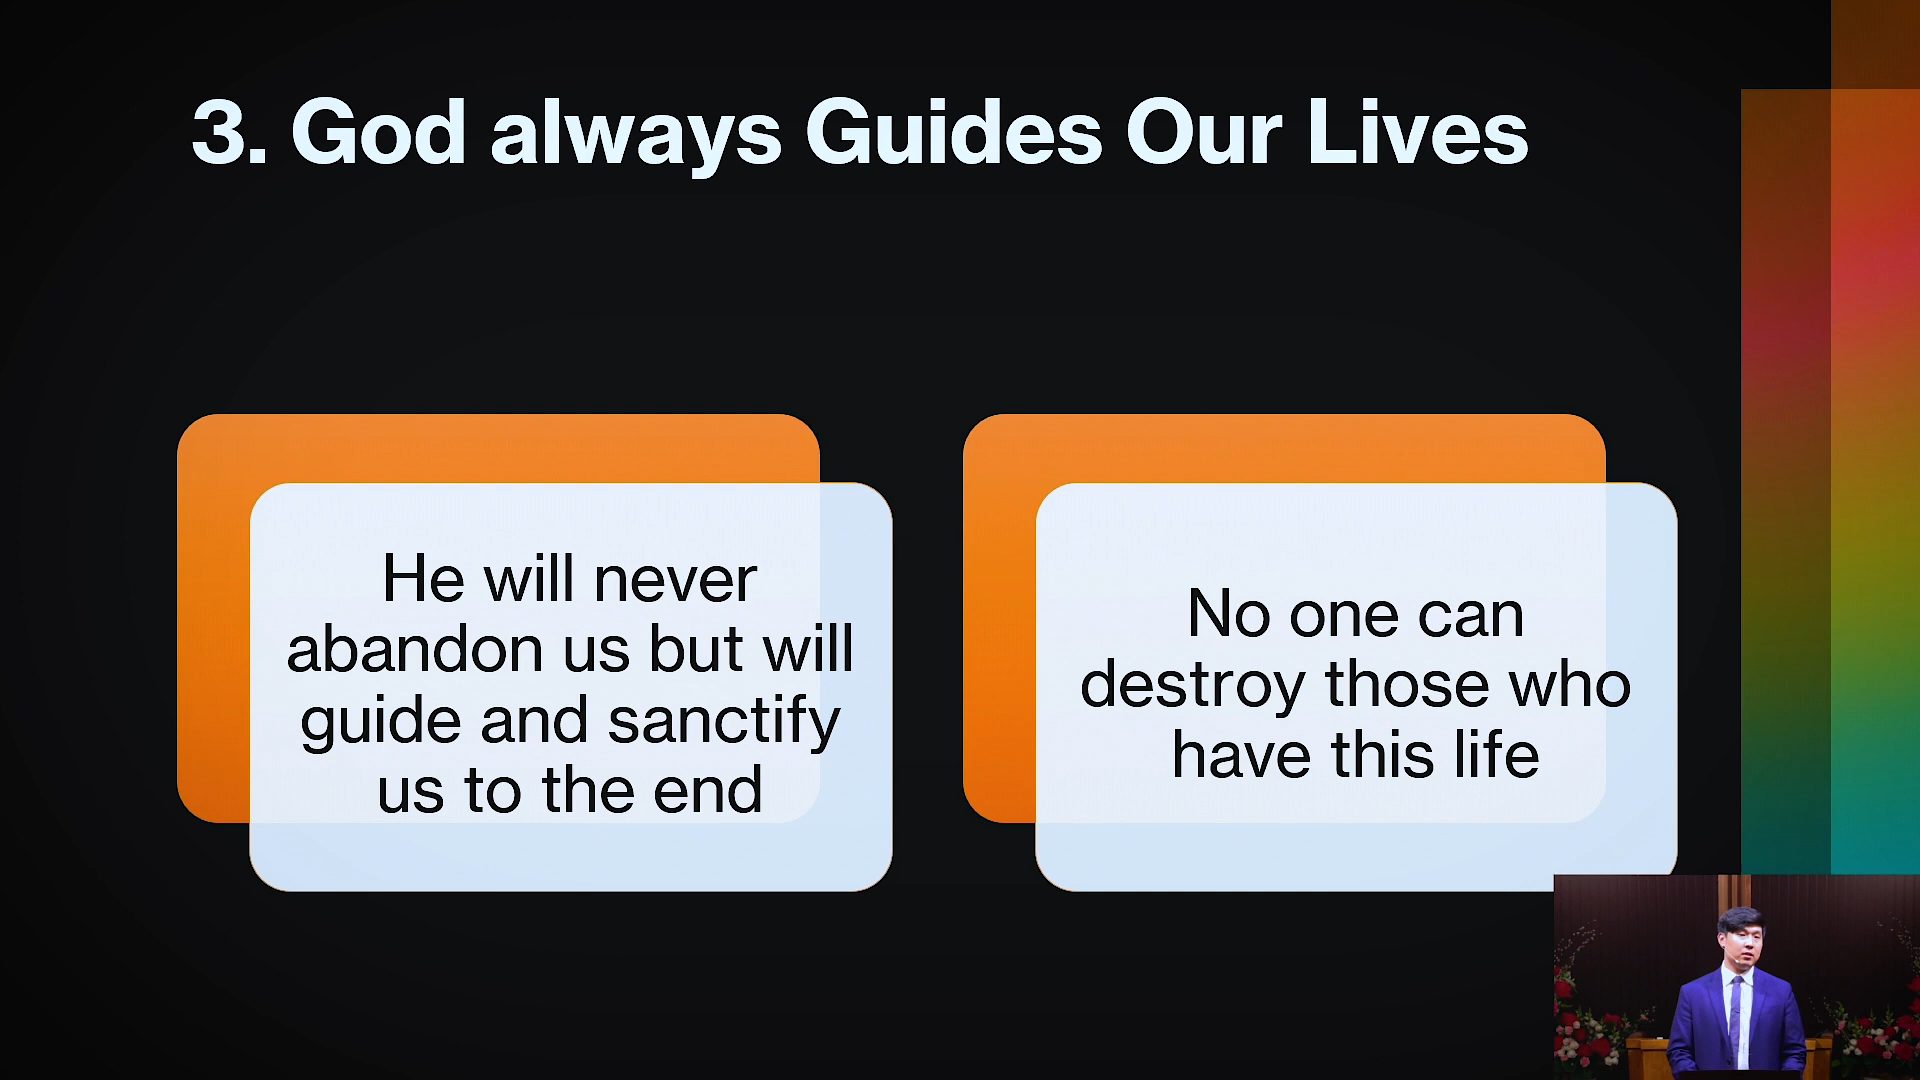 3. God always Guides Our Lives
He will never
abandon us but will
guide and sanctify
us to the end
No one can
destroy those who
have this life